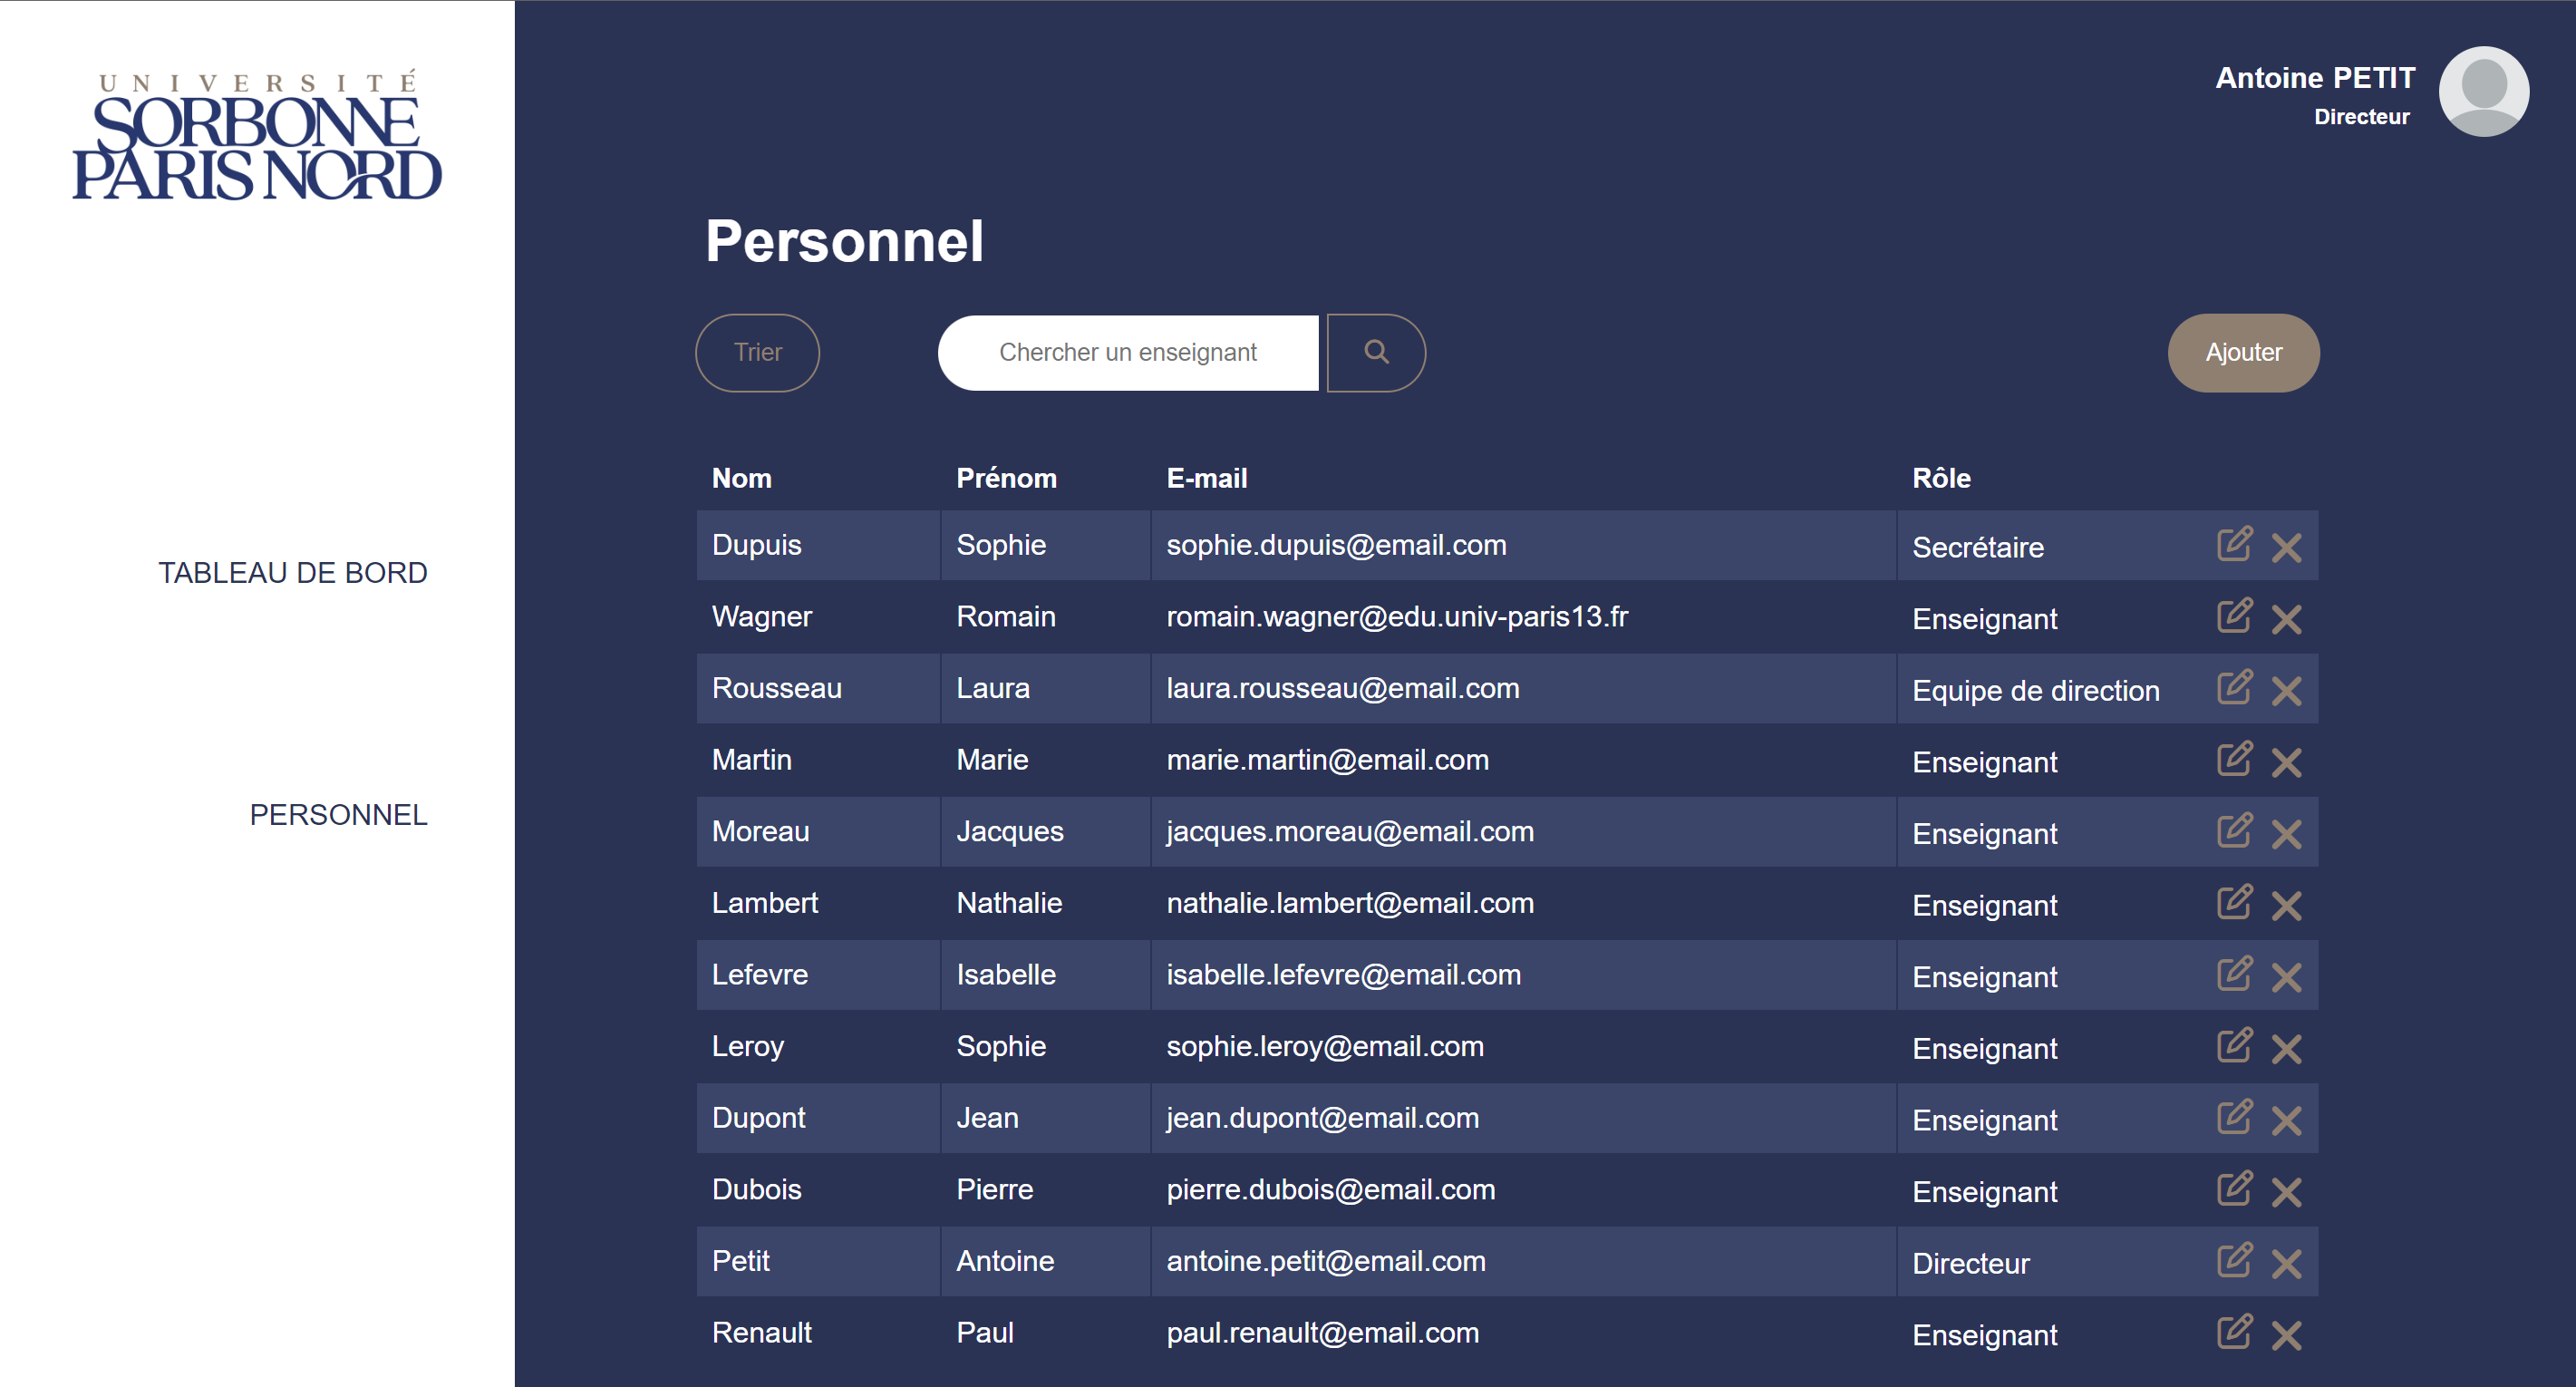 UNIVERSITÉ
SORBONNE
PARIS NORD
TABLEAU DE BORD
PERSONNEL
Antoine PETIT
Directeur
Personnel
Trier Chercher un enseignant Ajouter
Nom Prénom E-mail Rôle
Dupuis Sophie sophie.dupuis@email.com Secrétaire
Wagner Romain romain.wagner@edu.univ-paris13.fr Enseignant
Rousseau Laura laura.rousseau@email.com Equipe de direction
Martin Marie marie.martin@email.com Enseignant
Moreau Jacques jacques.moreau@email.com Enseignant
Lambert Nathalie nathalie.lambert@email.com Enseignant
Lefevre Isabelle isabelle.lefevre@email.com Enseignant
Leroy Sophie sophie.leroy@email.com Enseignant
Dupont Jean jean.dupont@email.com Enseignant
Dubois Pierre pierre.dubois@email.com Enseignant
Petit Antoine antoine.petit@email.com Directeur
Renault Paul paul.renault@email.com Enseignant